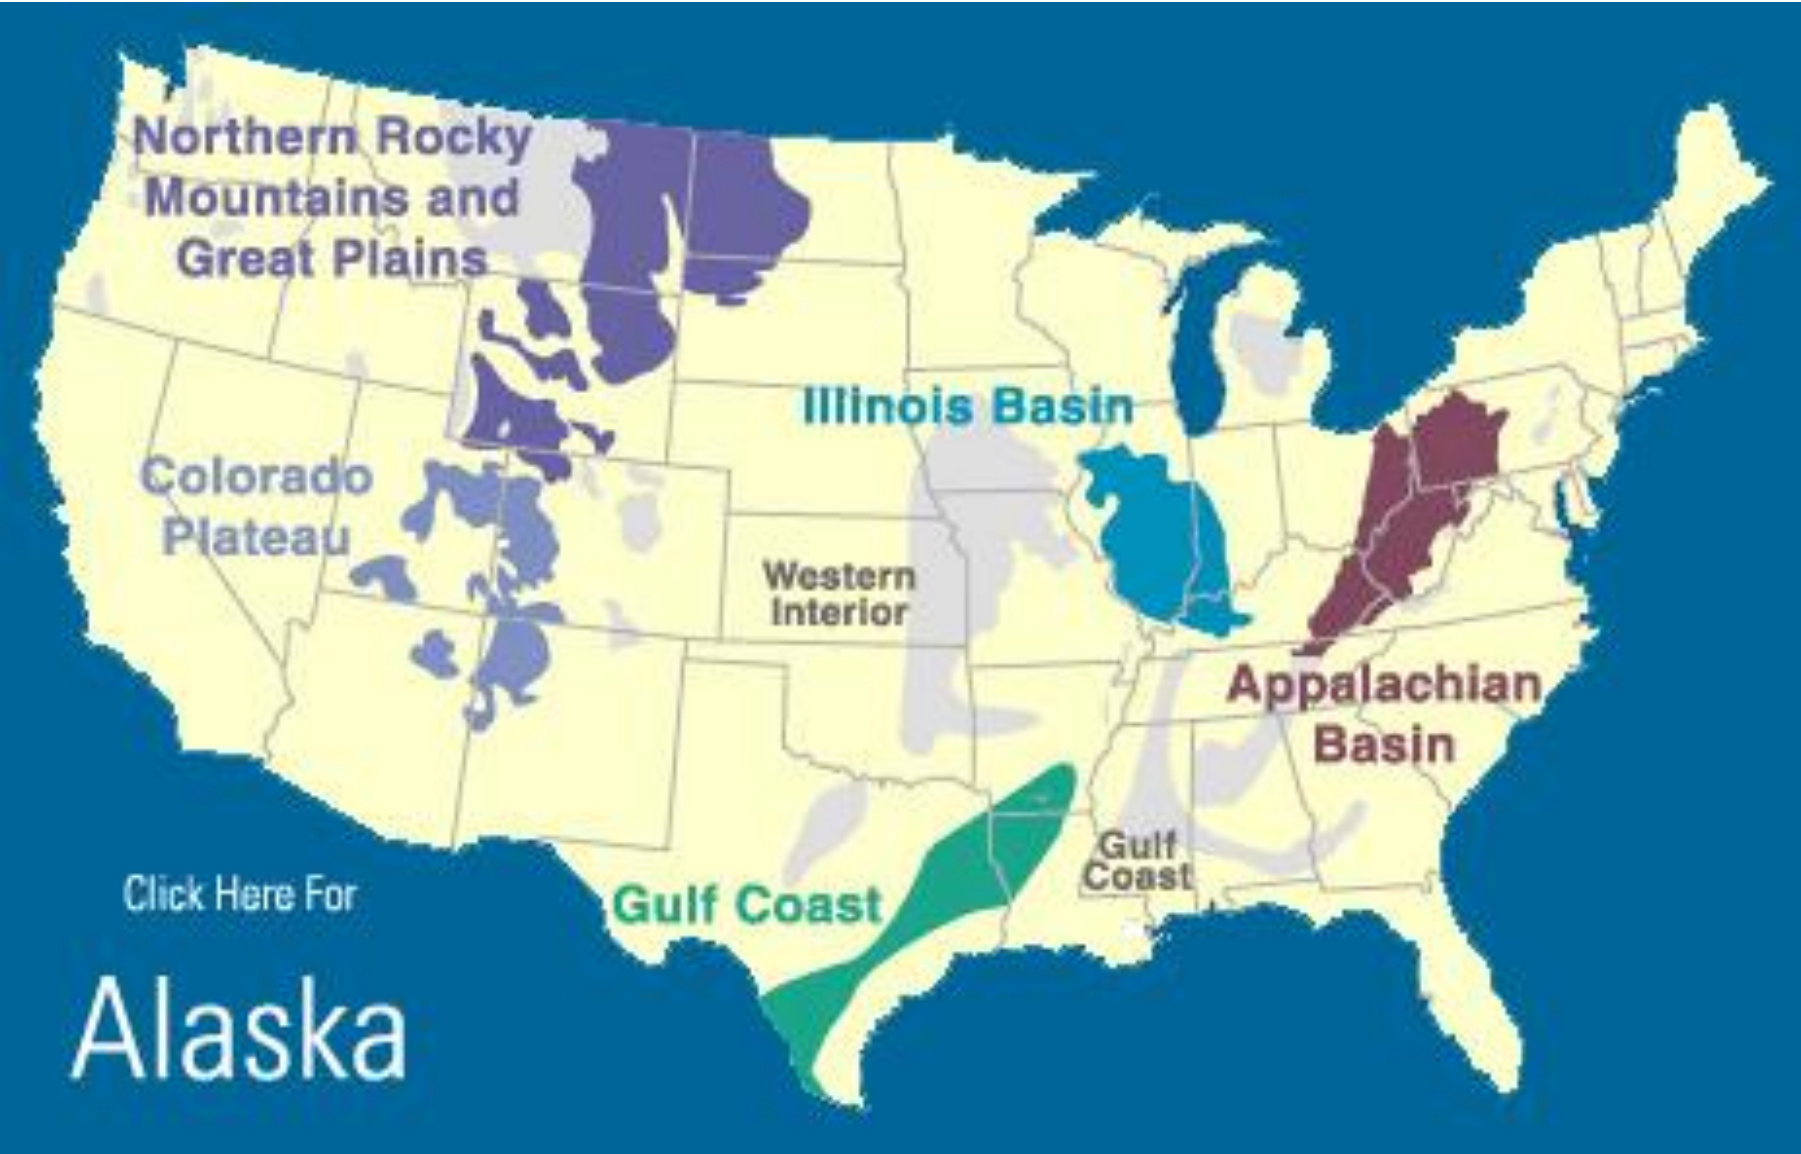 Northern Rocky
Mountains and
Great Plains
Illinois Basin
Colorado
Plateau
Western
Interior
Appalachian
Basin
Gulf
Coast
Gulf Coast
Click Here For
Alaska